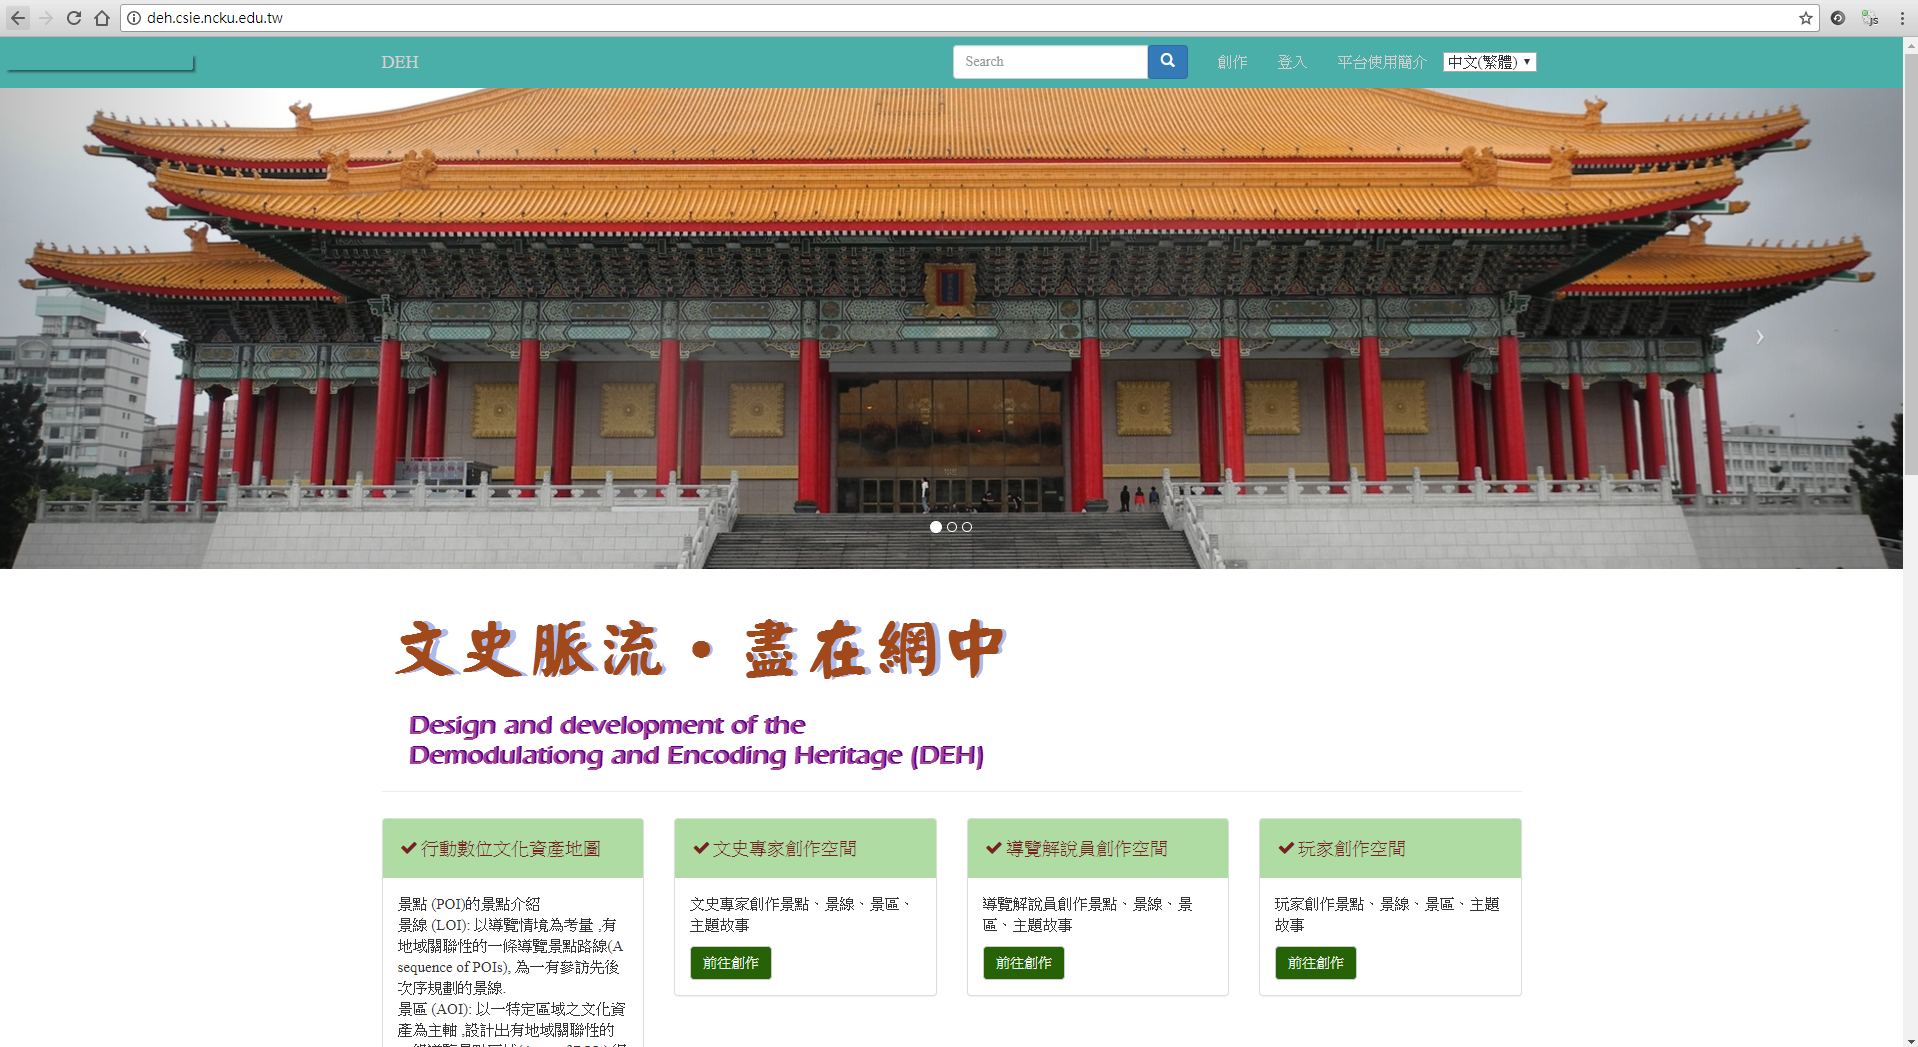 deh.csie.ncku.edu.tw
DEH
Search
創作
登入
平台使用簡介
中文(繁體)
文史脈流·盡在網中
Design and development of the
Demodulationg and Encoding Heritage (DEH)
行動數位文化資產地圖
景點 (POI)的景點介紹
景線 (LOI): 以導覽情境為考量 ,有
地域關聯性的一條導覽景點路線(A
sequence of POIs), 為一有參訪先後
次序規劃的景線.
景區 (AOI): 以一特定區域之文化資
產為主軸 ,設計出有地域關聯性的
文史專家創作空間
文史專家創作景點、景線、景區、
主題故事
前往創作
導覽解說員創作空間
導覽解說員創作景點、景線、景
區、主題故事
前往創作
玩家創作空間
玩家創作景點、景線、景區、主題
故事
前往創作